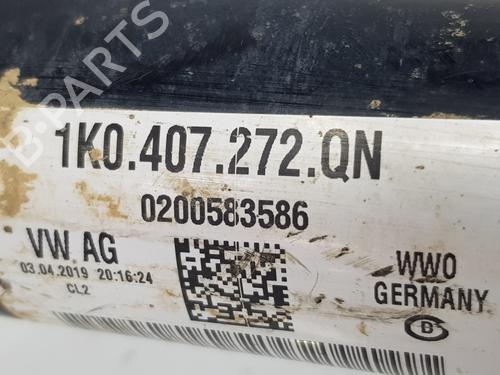 B-PARTS
1K0.407.272.QN
0200583586
VW AG
03.04.2019 20:16:24
CL2
WWO
GERMANY
B